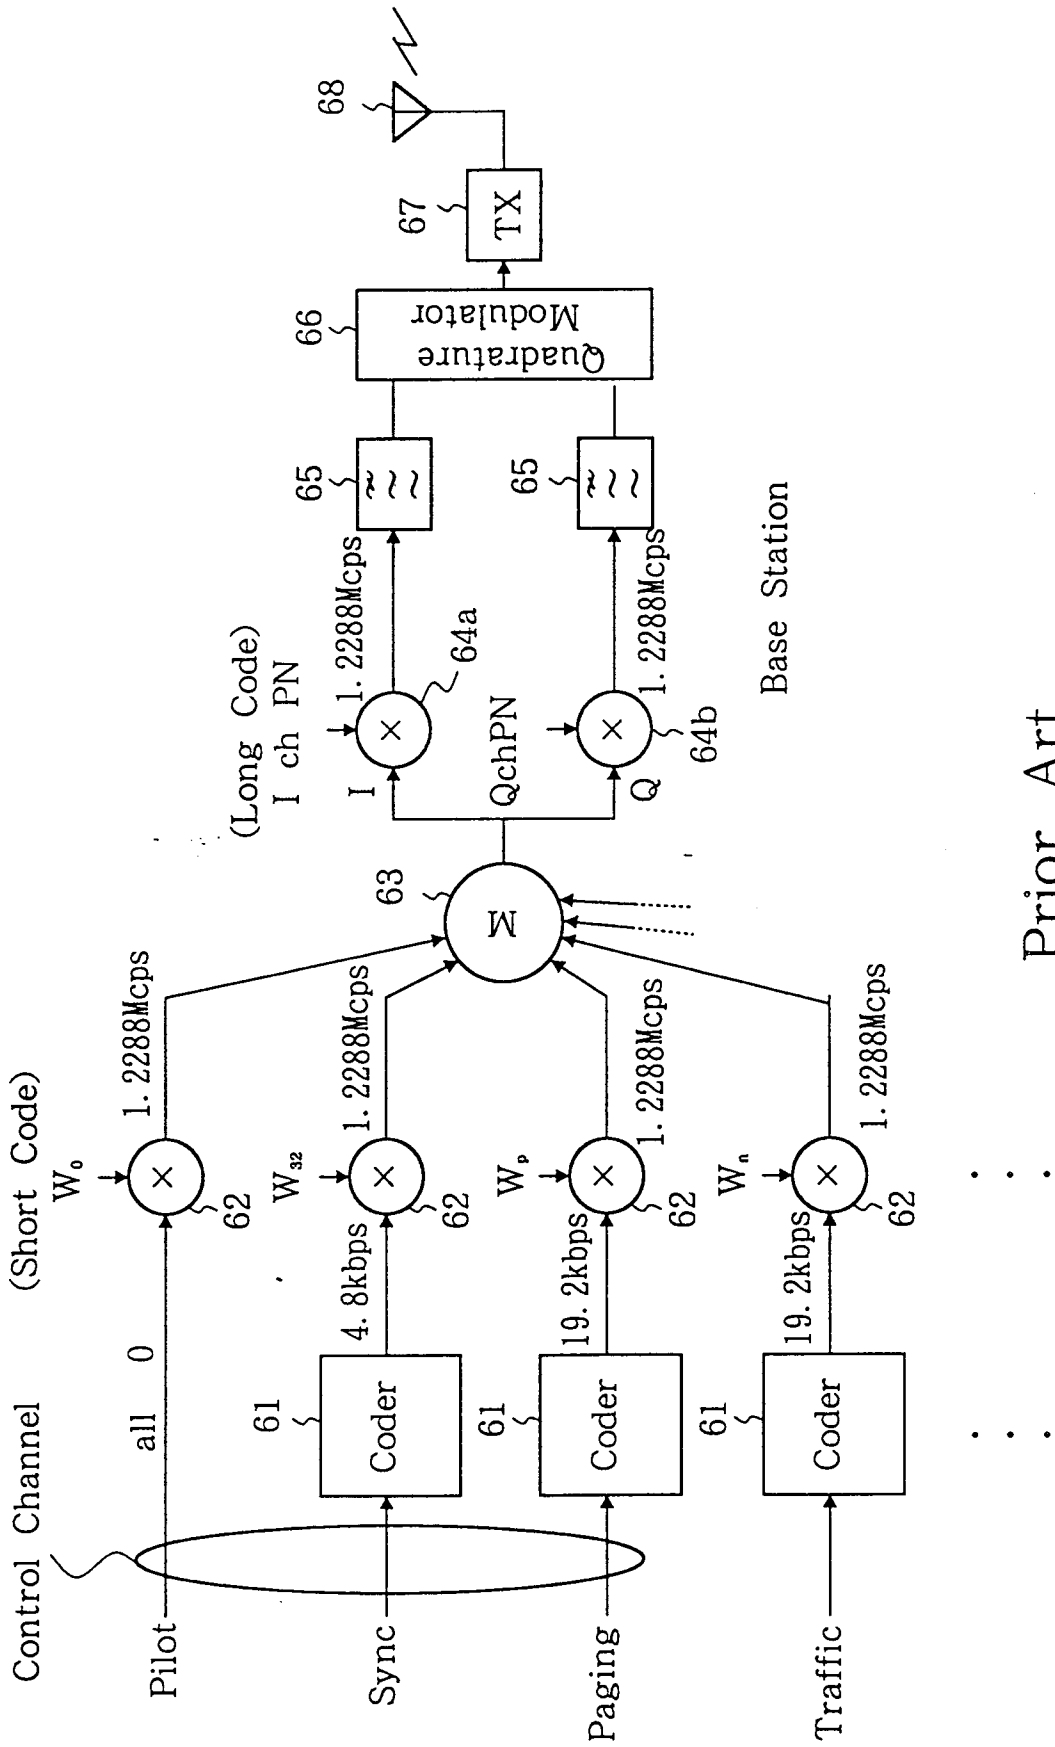 Control Channel
(Short Code)
(Long Code)
I ch PN
Pilot
all 0
W₀
62
1.2288Mcps
Sync
61
Coder
4.8kbps
W₃₂
62
1.2288Mcps
Paging
61
Coder
19.2kbps
Wₚ
62
1.2288Mcps
Traffic
61
Coder
19.2kbps
Wₙ
62
1.2288Mcps
63
M
I
64a
1.2288Mcps
65
QchPN
Q
64b
1.2288Mcps
65
66
Quadrature
Modulator
67
TX
68
Base Station
Prior Art